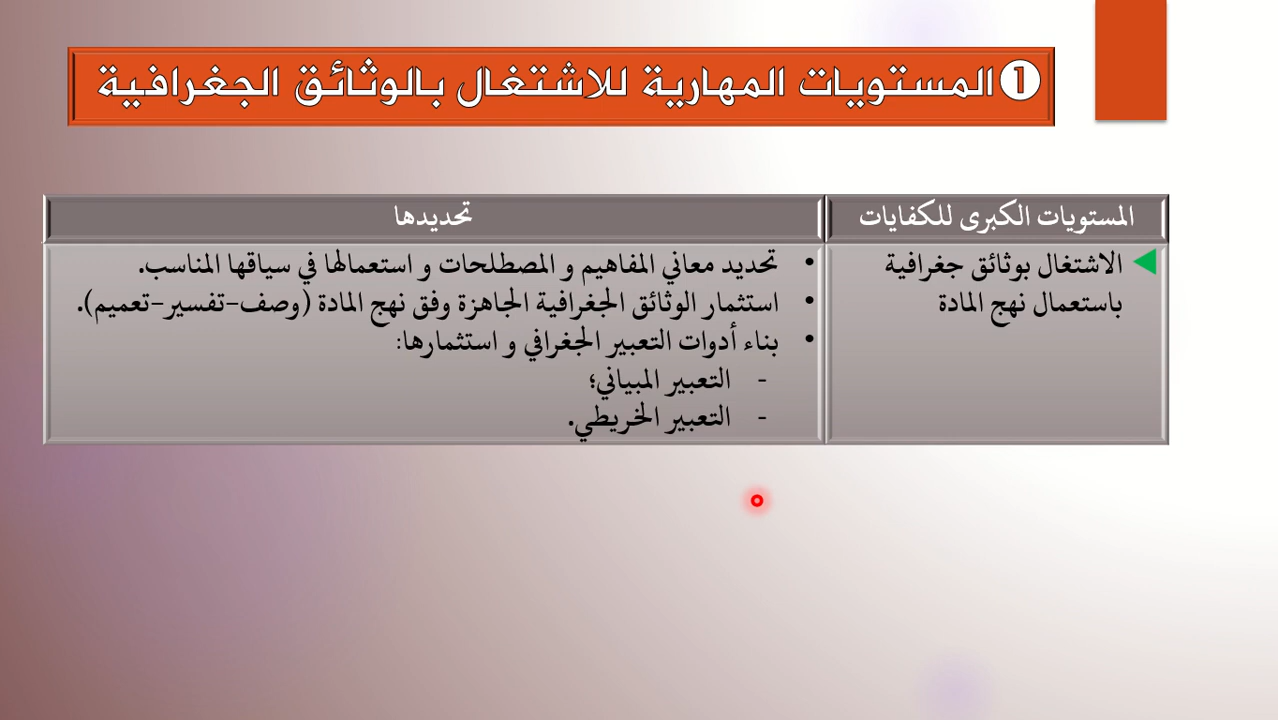 ❶المستويات المهارية للاشتغال بالوثائق الجغرافية
المستويات الكبرى للكفايات
تحديدها
الاشتغال بوثائق جغرافية
باستعمال نهج المادة
• تحديد معاني المفاهيم و المصطلحات و استعمالها في سياقها المناسب.
• استثمار الوثائق الجغرافية الجاهزة وفق نهج المادة (وصف-تفسير-تعميم).
• بناء أدوات التعبير الجغرافي و استثمارها:
- التعبير المبياني؛
- التعبير الخريطي.